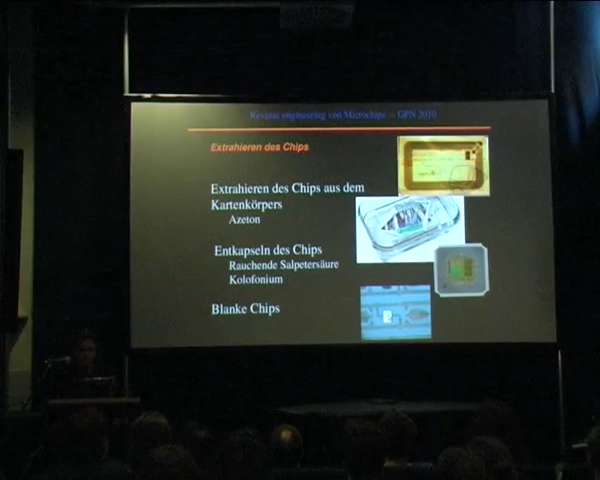 Reverse engineering von Microchips – GPN 2010
Extrahieren des Chips
Extrahieren des Chips aus dem
Kartenkörpers
Azeton
Entkapseln des Chips
Rauchende Salpetersäure
Kolofonium
Blanke Chips